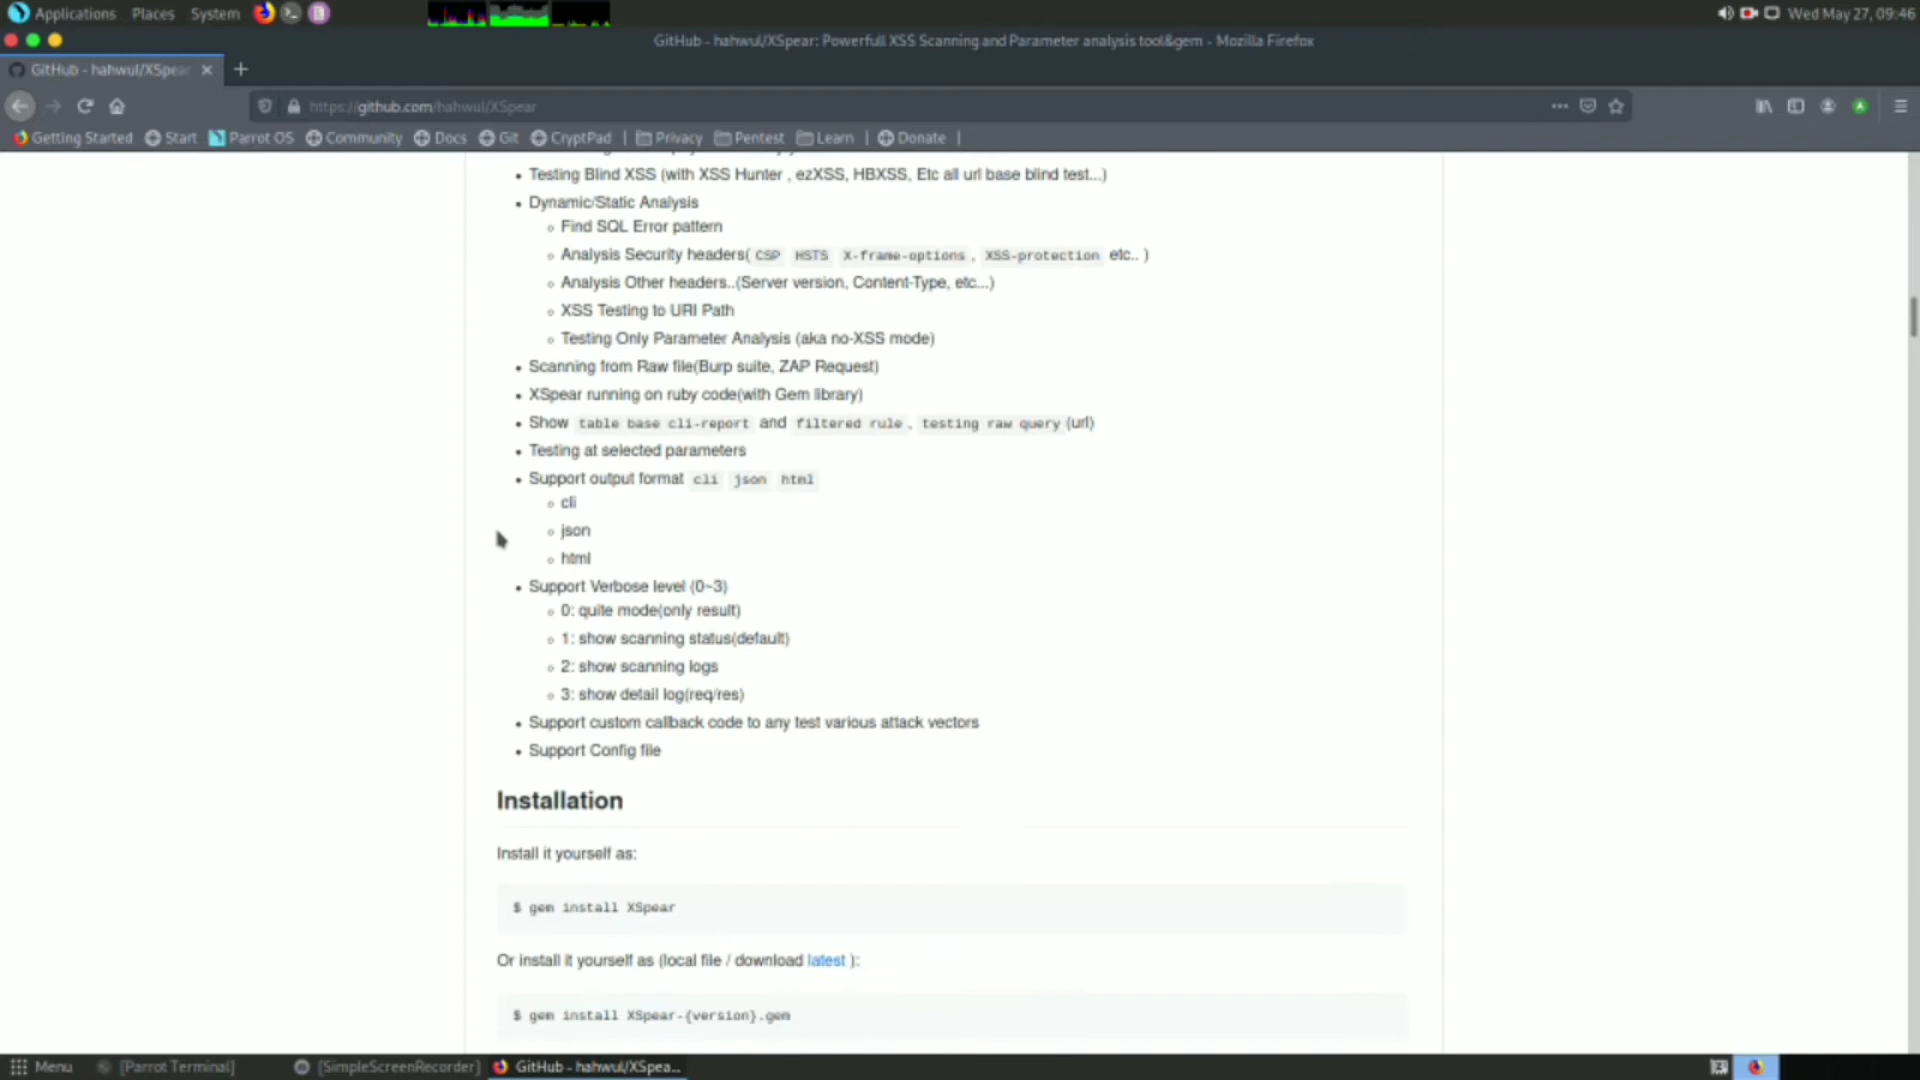 Applications Places System
Wed May 27, 09:46
GitHub - hahwul/XSpear: Powerfull XSS Scanning and Parameter analysis tool&gem - Mozilla Firefox
GitHub - hahwul/XSpear
https://github.com/hahwul/XSpear
Getting Started Start Parrot OS Community Docs Git CryptPad | Privacy Pentest Learn | Donate |
Testing Blind XSS (with XSS Hunter , ezXSS, HBXSS, Etc all url base blind test...)
Dynamic/Static Analysis
Find SQL Error pattern
Analysis Security headers( CSP HSTS X-frame-options , XSS-protection etc.. )
Analysis Other headers..(Server version, Content-Type, etc...)
XSS Testing to URI Path
Testing Only Parameter Analysis (aka no-XSS mode)
Scanning from Raw file(Burp suite, ZAP Request)
XSpear running on ruby code(with Gem library)
Show table base cli-report and filtered rule , testing raw query (url)
Testing at selected parameters
Support output format cli json html
cli
json
html
Support Verbose level (0~3)
0: quite mode(only result)
1: show scanning status(default)
2: show scanning logs
3: show detail log(req/res)
Support custom callback code to any test various attack vectors
Support Config file
Installation
Install it yourself as:
$ gem install XSpear
Or install it yourself as (local file / download latest ):
$ gem install XSpear-{version}.gem
Menu [Parrot Terminal] [SimpleScreenRecorder] GitHub - hahwul/XSpea...